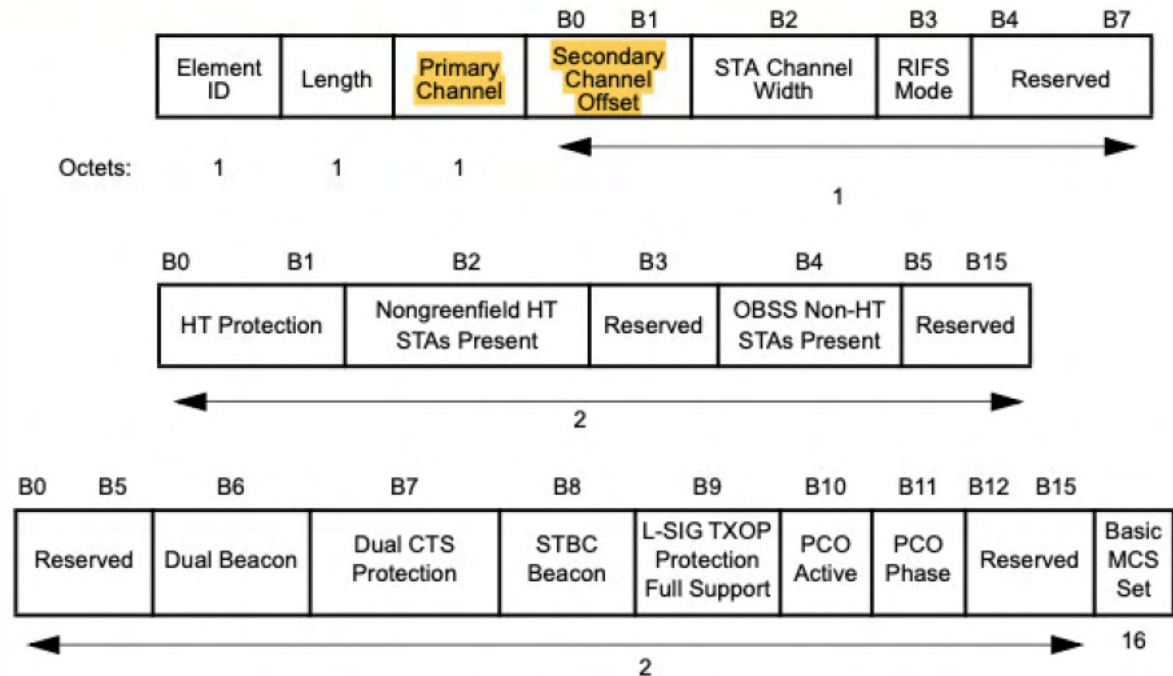 B0 B1 B2 B3 B4 B7
Element ID Length Primary Channel Secondary Channel Offset STA Channel Width RIFS Mode Reserved
Octets: 1 1 1
1
B0 B1 B2 B3 B4 B5 B15
HT Protection Nongreenfield HT STAs Present Reserved OBSS Non-HT STAs Present Reserved
2
B0 B5 B6 B7 B8 B9 B10 B11 B12 B15
Reserved Dual Beacon Dual CTS Protection STBC Beacon L-SIG TXOP Protection Full Support PCO Active PCO Phase Reserved Basic MCS Set
16
2